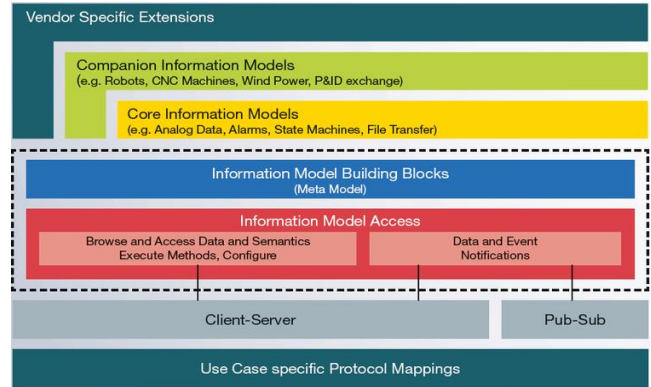 Vendor Specific Extensions
Companion Information Models
(e.g. Robots, CNC Machines, Wind Power, P&ID exchange)
Core Information Models
(e.g. Analog Data, Alarms, State Machines, File Transfer)
Information Model Building Blocks
(Meta Model)
Information Model Access
Browse and Access Data and Semantics
Execute Methods, Configure
Data and Event
Notifications
Client-Server
Pub-Sub
Use Case specific Protocol Mappings